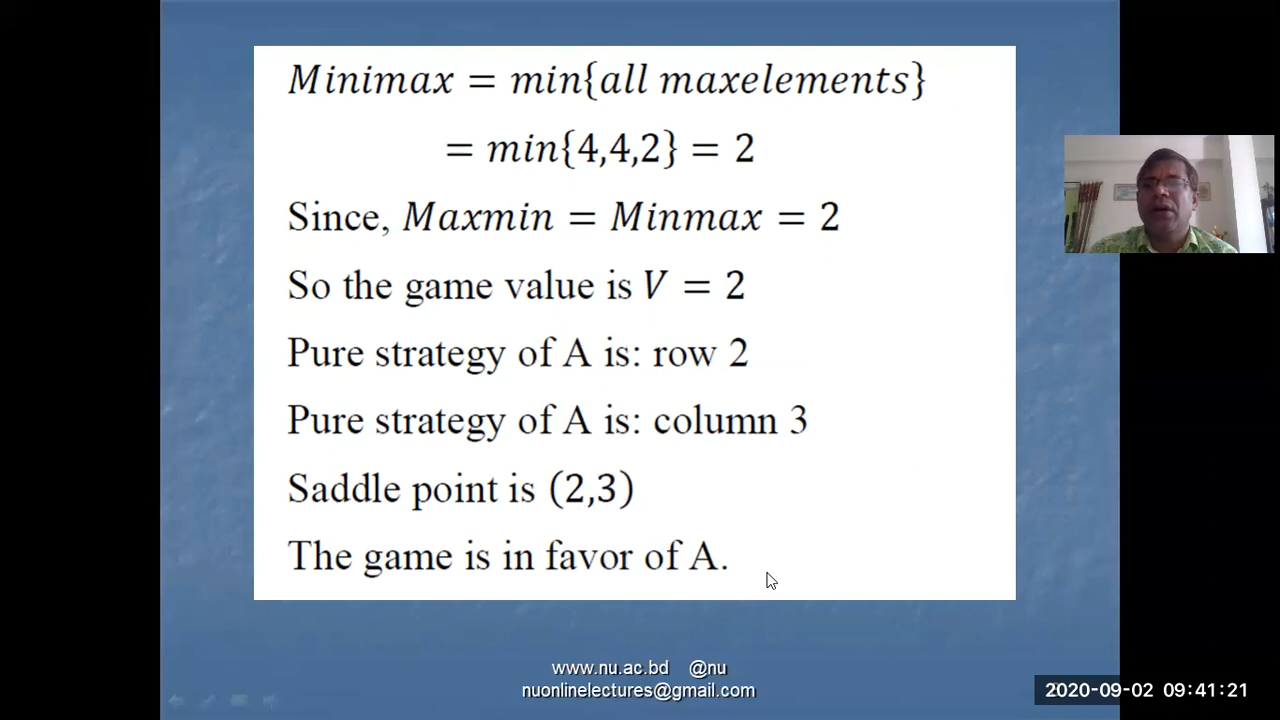 Minimax = min{all maxelements}
= min{4,4,2} = 2
Since, Maxmin = Minmax = 2
So the game value is V = 2
Pure strategy of A is: row 2
Pure strategy of A is: column 3
Saddle point is (2,3)
The game is in favor of A.
www.nu.ac.bd @nu
nuonlinelectures@gmail.com
2020-09-02 09:41:21